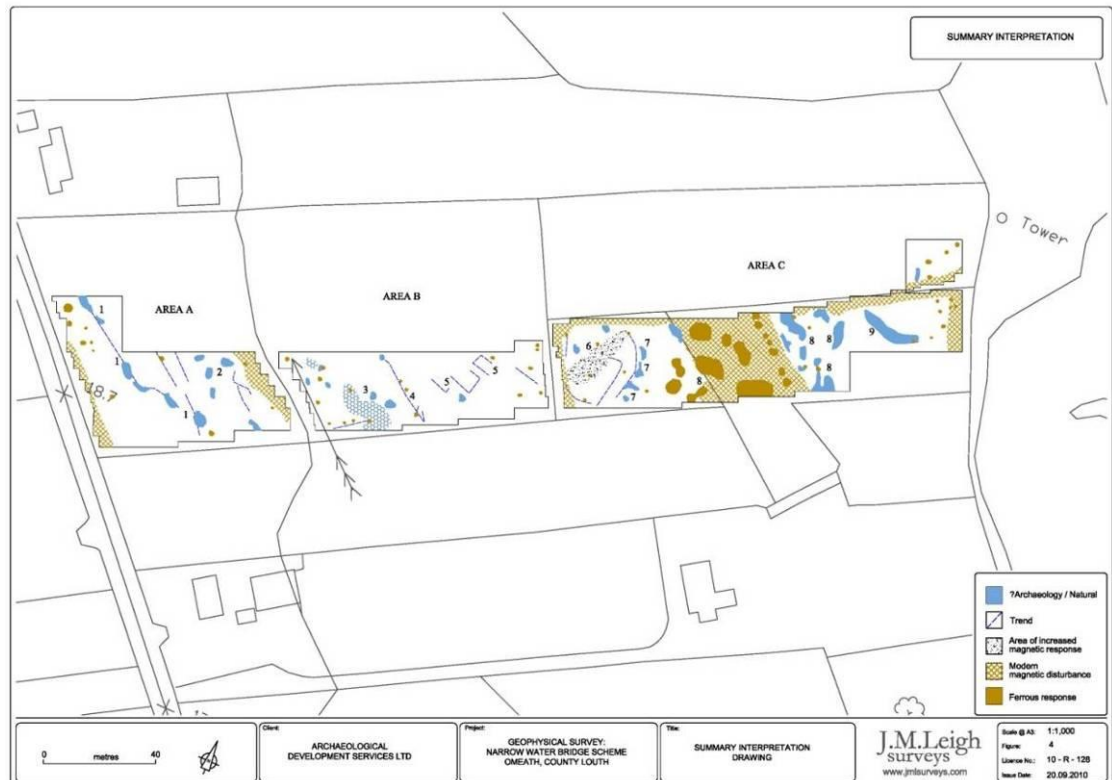 SUMMARY INTERPRETATION
Tower
AREA C
AREA B
AREA A
1
1
2
1
18.7
3
4
5
5
6
7
7
7
8
8
8
8
9
?Archaeology / Natural
Trend
Area of increased
magnetic response
Modern
magnetic disturbance
Ferrous response
0 metres 40
Client:
ARCHAEOLOGICAL
DEVELOPMENT SERVICES LTD
Project:
GEOPHYSICAL SURVEY:
NARROW WATER BRIDGE SCHEME
OMEATH, COUNTY LOUTH
Title:
SUMMARY INTERPRETATION
DRAWING
J.M.Leigh
surveys
www.jmlsurveys.com
Scale @ A3: 1:1,000
Figure: 4
Licence No.: 10 - R - 128
Issue Date: 20.09.2010